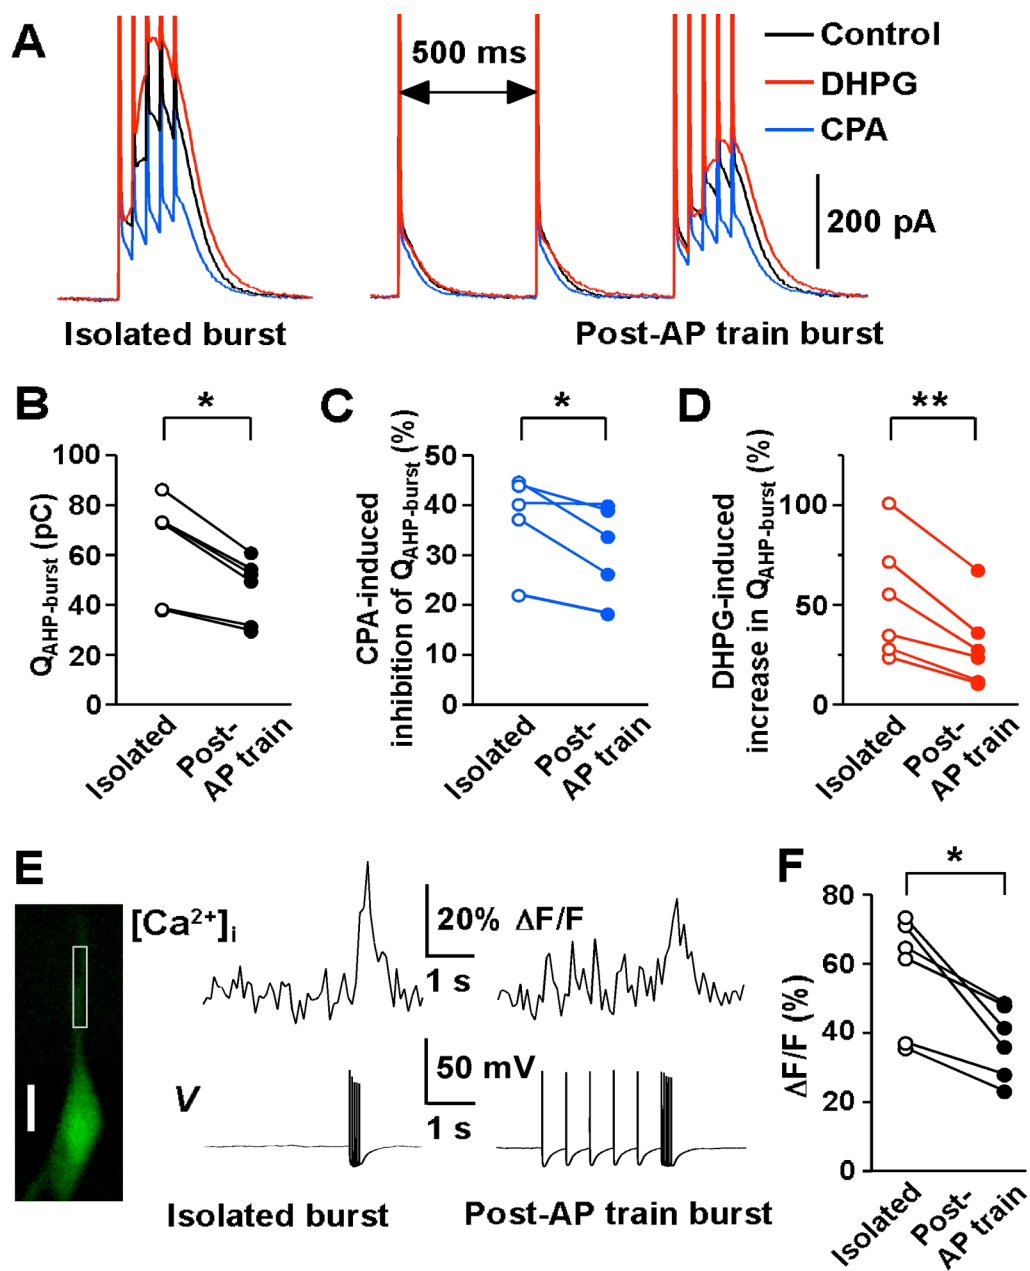 A
500 ms
Control
DHPG
CPA
200 pA
Isolated burst
Post-AP train burst
B
*
Q_AHP-burst (pC)
100
80
60
40
20
0
Isolated
Post-
AP train
C
*
CPA-induced
inhibition of Q_AHP-burst (%)
50
40
30
20
10
0
Isolated
Post-
AP train
D
**
DHPG-induced
increase in Q_AHP-burst (%)
100
50
0
Isolated
Post-
AP train
E
[Ca²⁺]ᵢ
20% ΔF/F
1 s
V
50 mV
1 s
Isolated burst
Post-AP train burst
F
*
ΔF/F (%)
80
60
40
20
0
Isolated
Post-
AP train